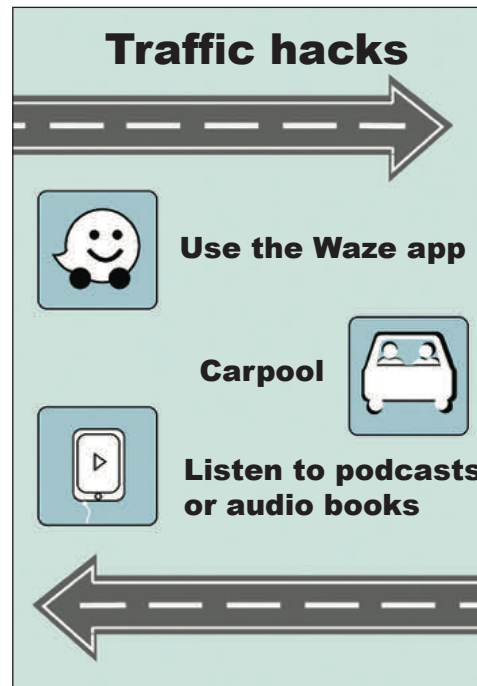 Traffic hacks
Use the Waze app
Carpool
Listen to podcasts
or audio books